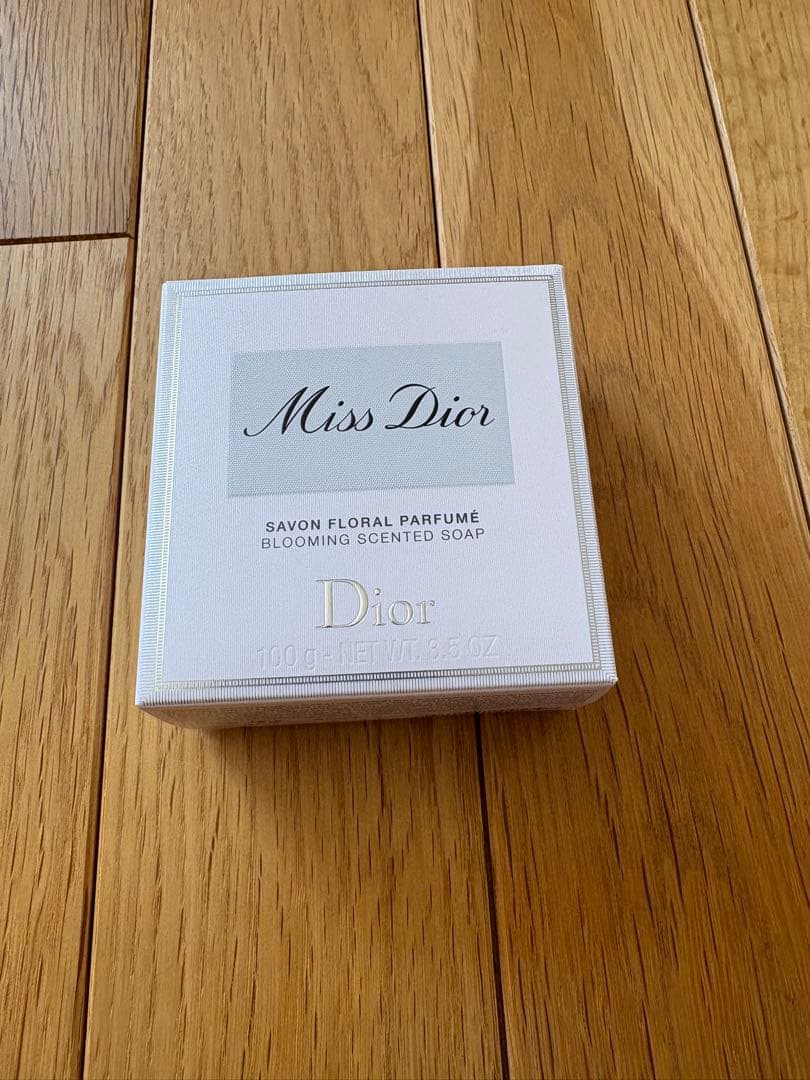 Miss Dior
SAVON FLORAL PARFUMÉ
BLOOMING SCENTED SOAP
Dior
100 g - NET WT. 3.5 OZ